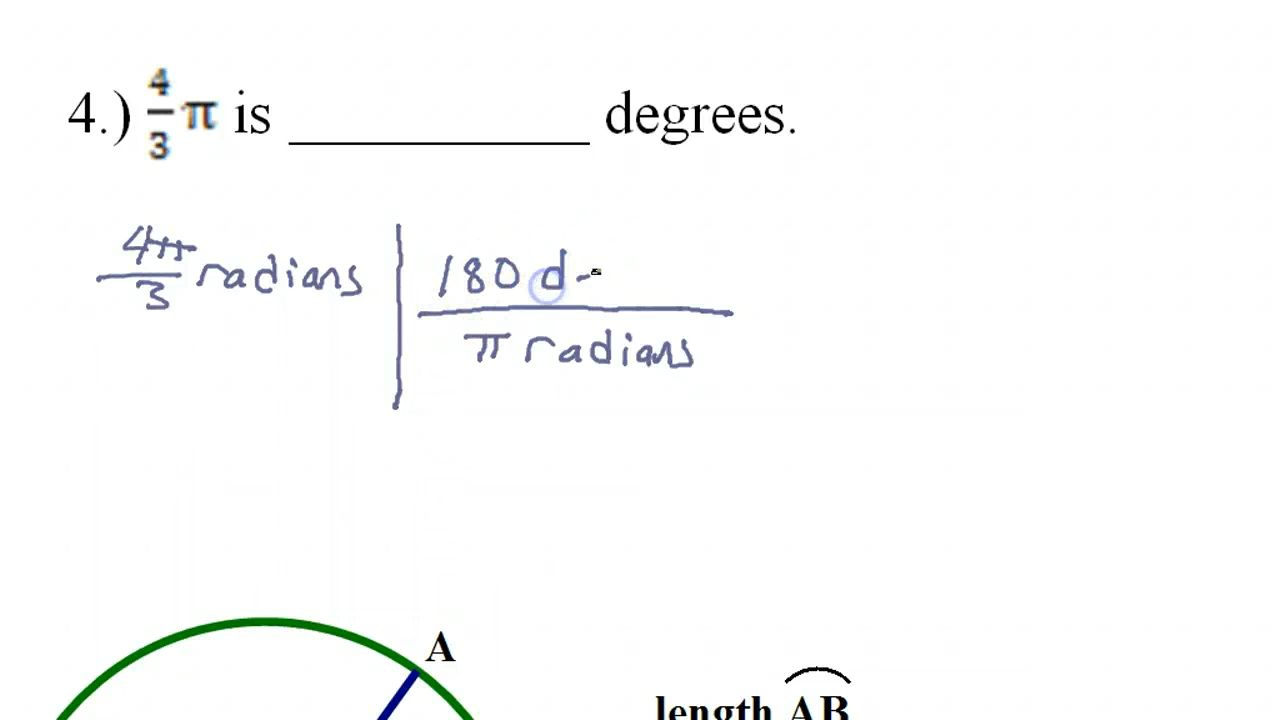 4.) 4/3 π is __________ degrees.
4π/3 radians | 180 d
π radians
A
length AB